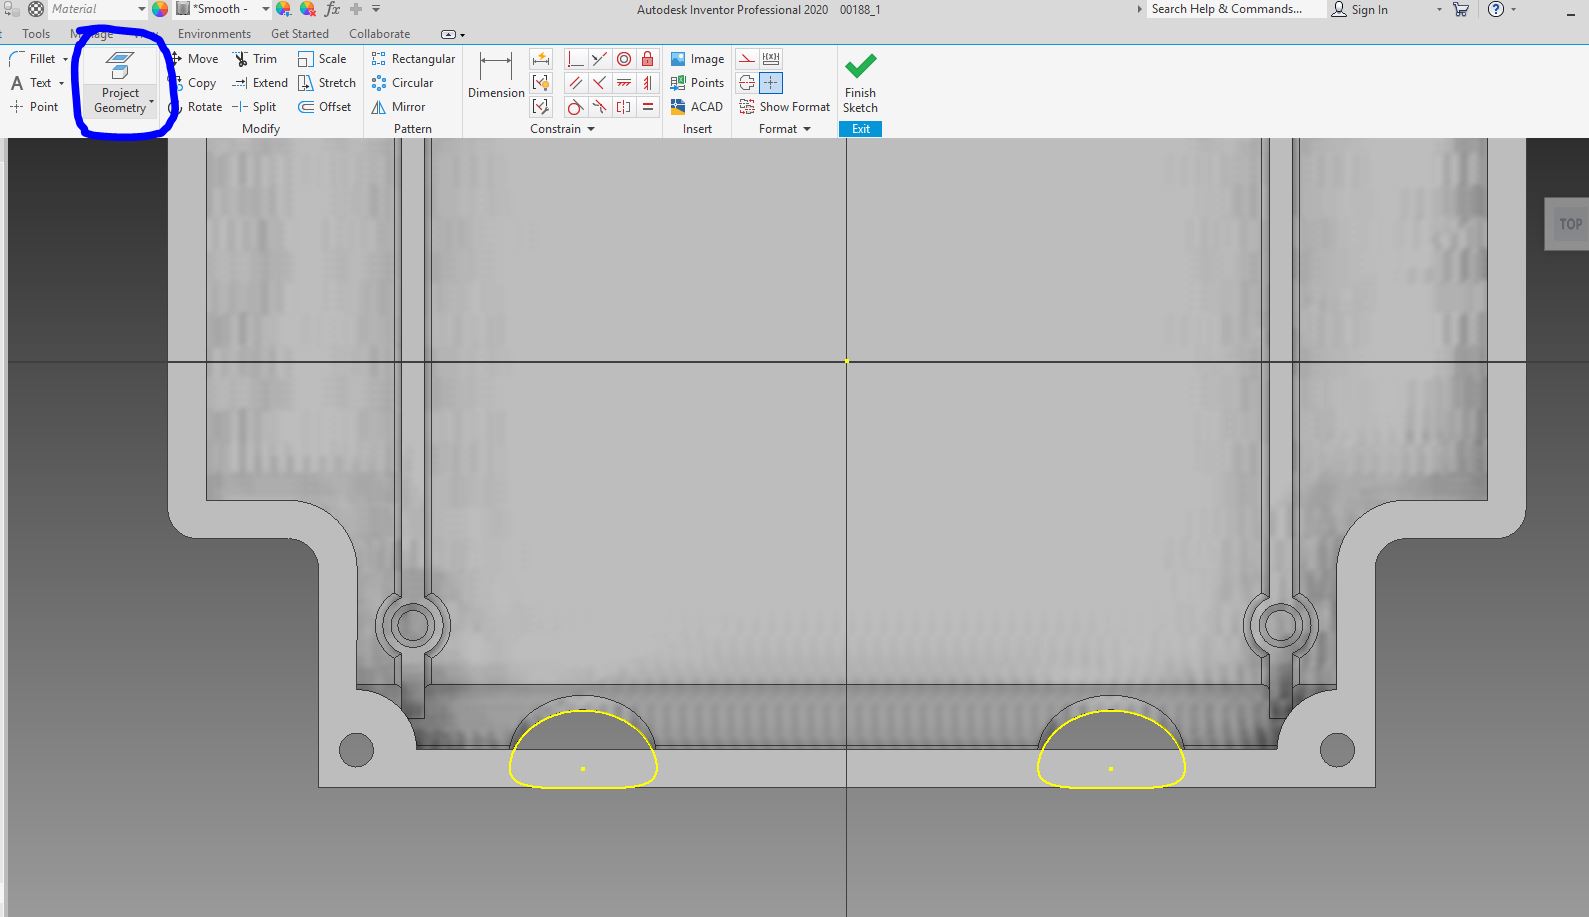 Material
*Smooth -
fx
Autodesk Inventor Professional 2020 00188_1
Search Help & Commands...
Sign In
?
Tools
Environments
Get Started
Collaborate
Fillet
Project Geometry
Move
Trim
Scale
Rectangular
Dimension
Image
Finish Sketch
A Text
Copy
Extend
Stretch
Circular
Points
Point
Rotate
Split
Offset
Mirror
ACAD
Show Format
Modify
Pattern
Constrain
Insert
Format
Exit
TOP